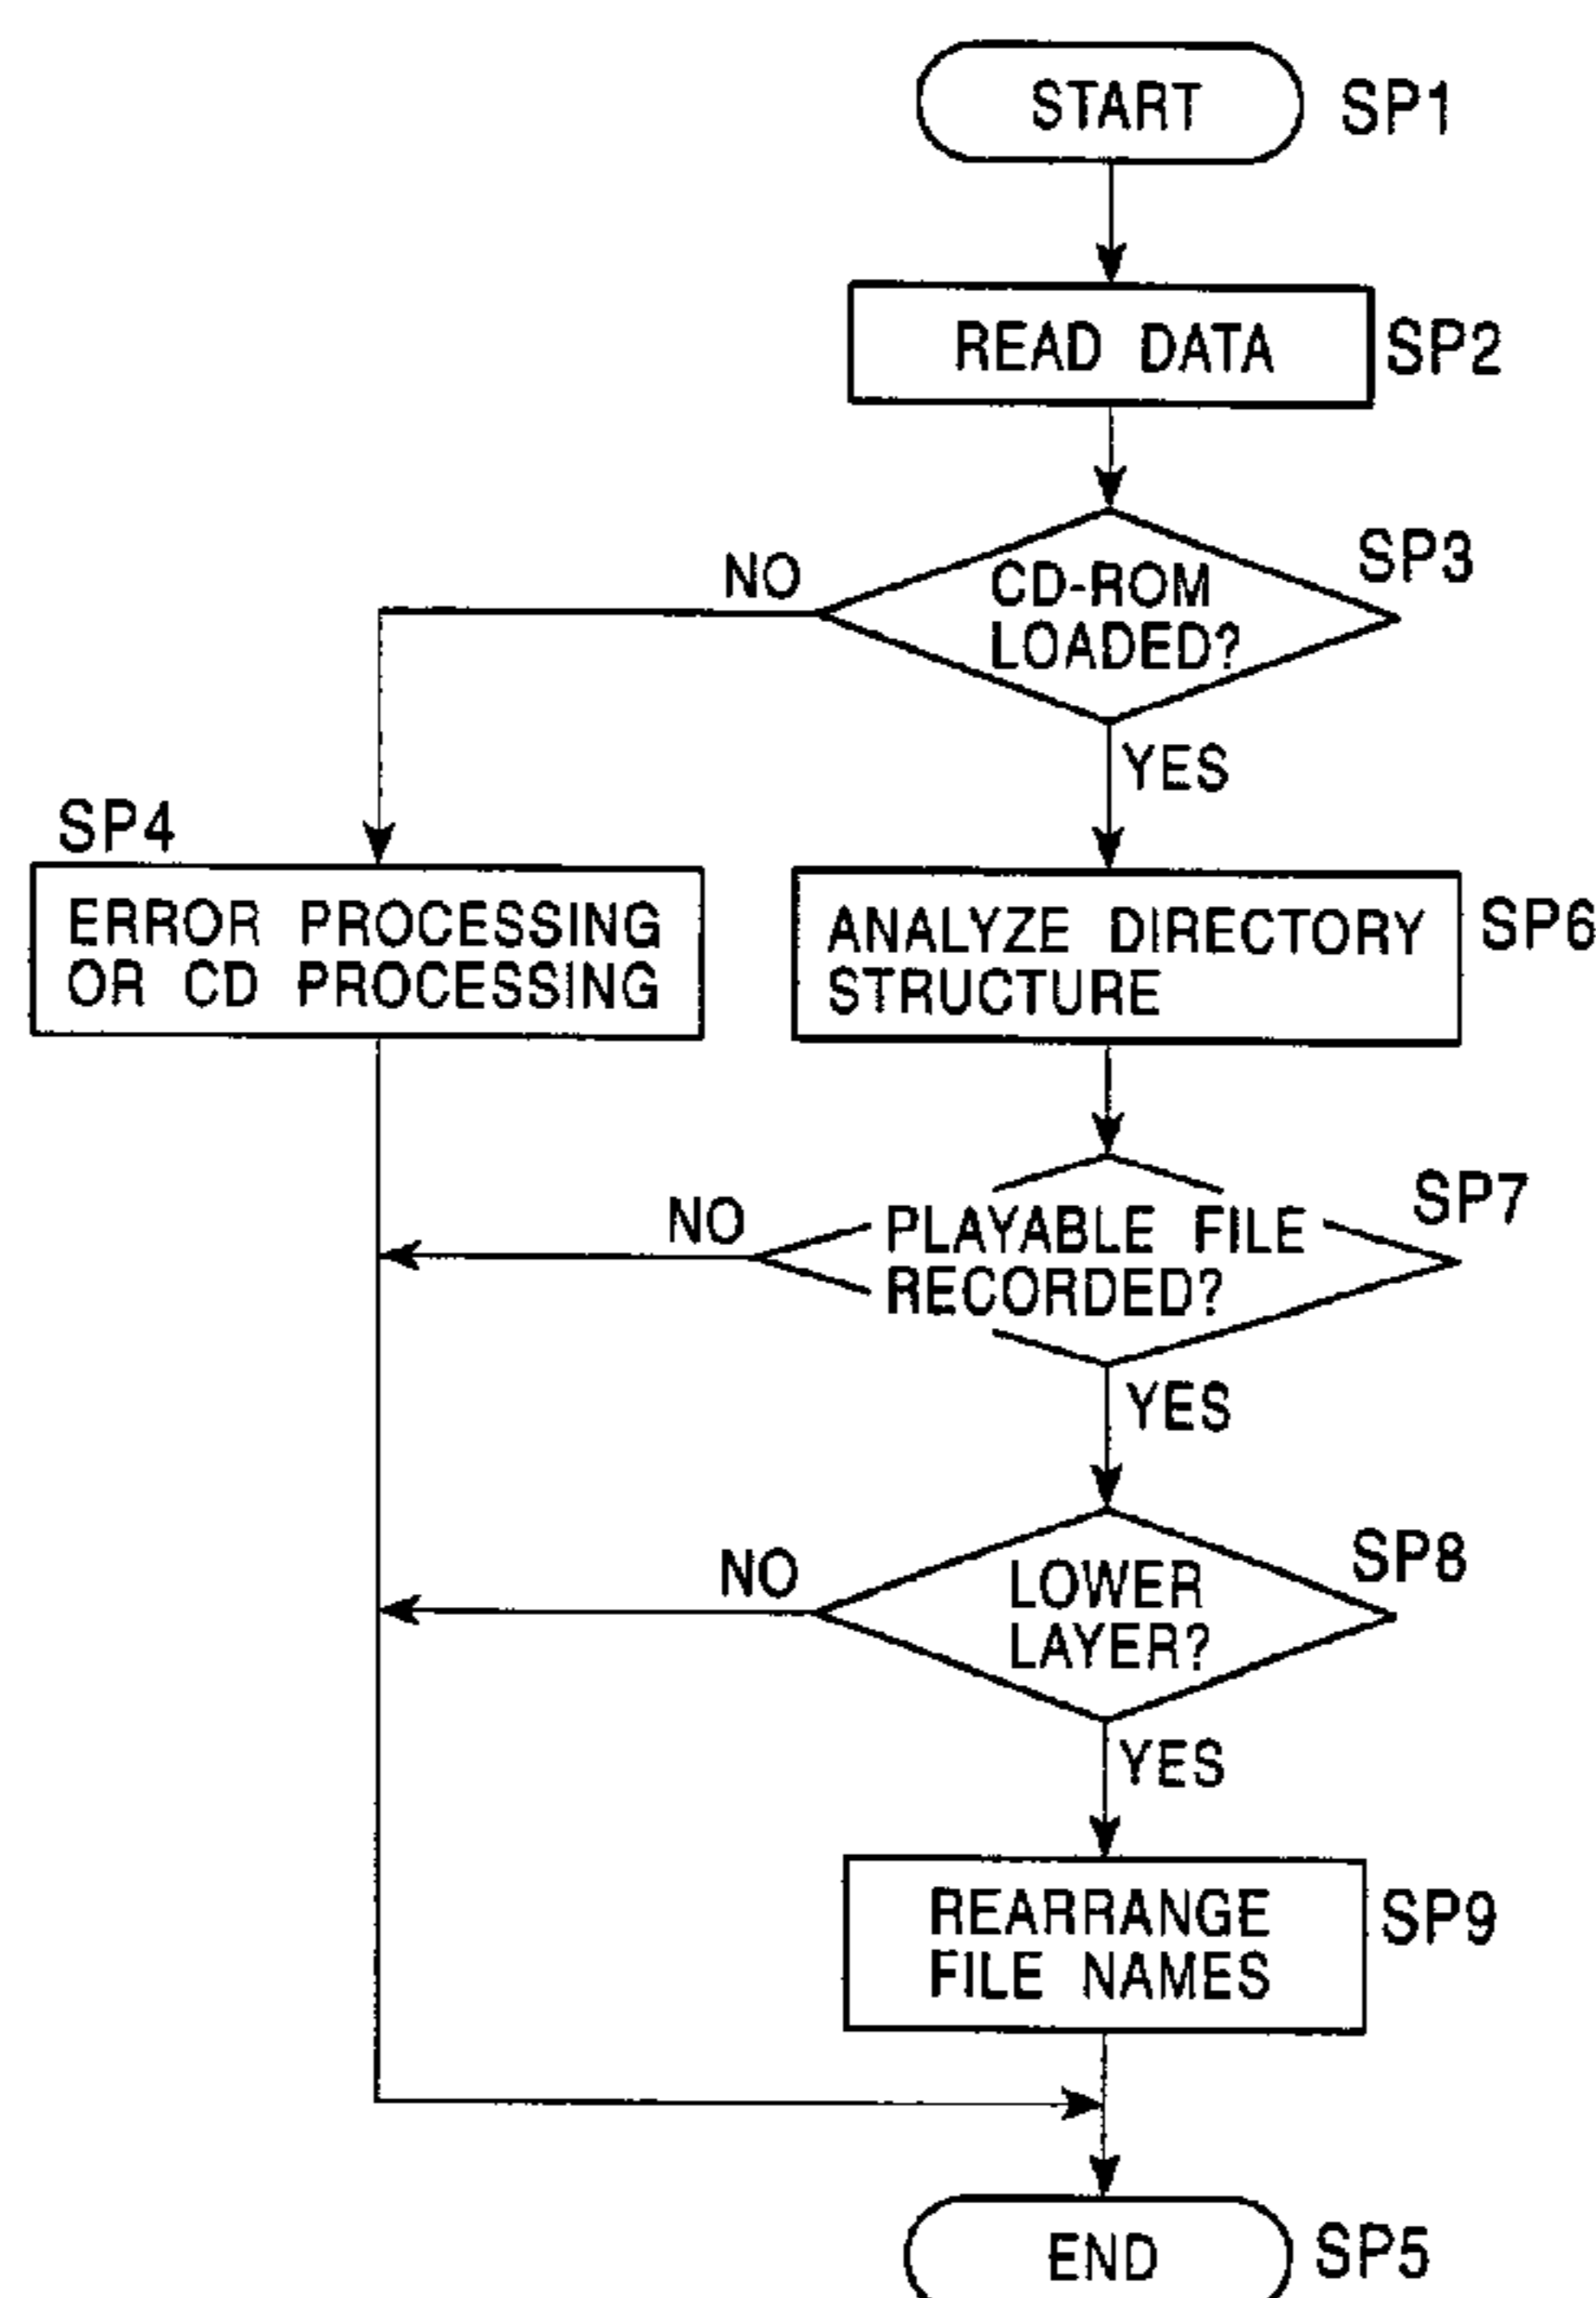 START SP1
READ DATA SP2
SP3
NO
CD-ROM
LOADED?
YES
SP4
ERROR PROCESSING
OR CD PROCESSING
ANALYZE DIRECTORY
STRUCTURE
SP6
SP7
NO
PLAYABLE FILE
RECORDED?
YES
SP8
NO
LOWER
LAYER?
YES
REARRANGE
FILE NAMES
SP9
END SP5